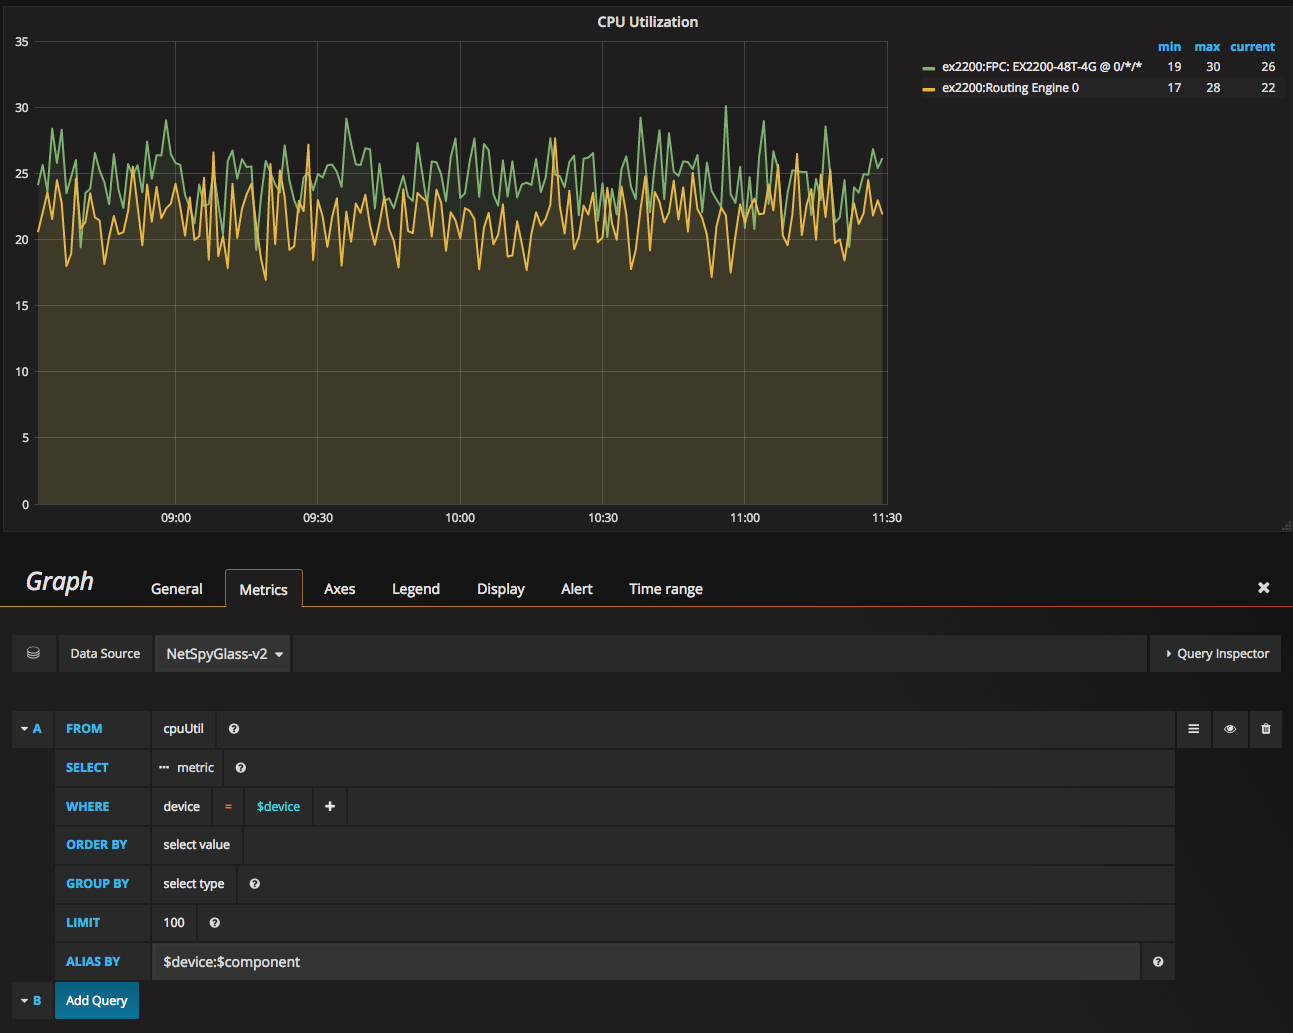 CPU Utilization
35
30
25
20
15
10
5
0
09:00 09:30 10:00 10:30 11:00 11:30
min max current
ex2200:FPC: EX2200-48T-4G @ 0/*/* 19 30 26
ex2200:Routing Engine 0 17 28 22
Graph General Metrics Axes Legend Display Alert Time range
Data Source NetSpyGlass-v2 Query Inspector
A FROM cpuUtil
SELECT metric
WHERE device = $device
ORDER BY select value
GROUP BY select type
LIMIT 100
ALIAS BY $device:$component
B Add Query